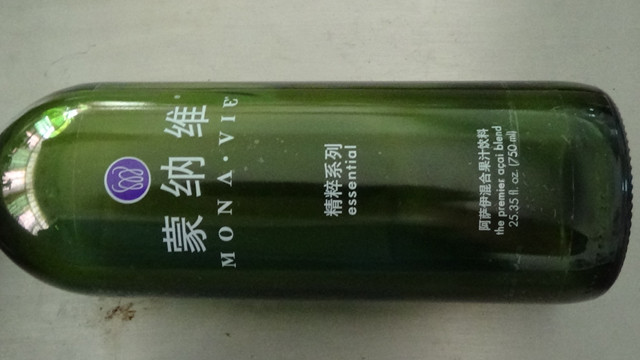 蒙纳维
MONA·VIE
精粹系列
essential
阿萨伊混合果汁饮料
the premier açai blend
25.35 fl. oz. (750 ml)